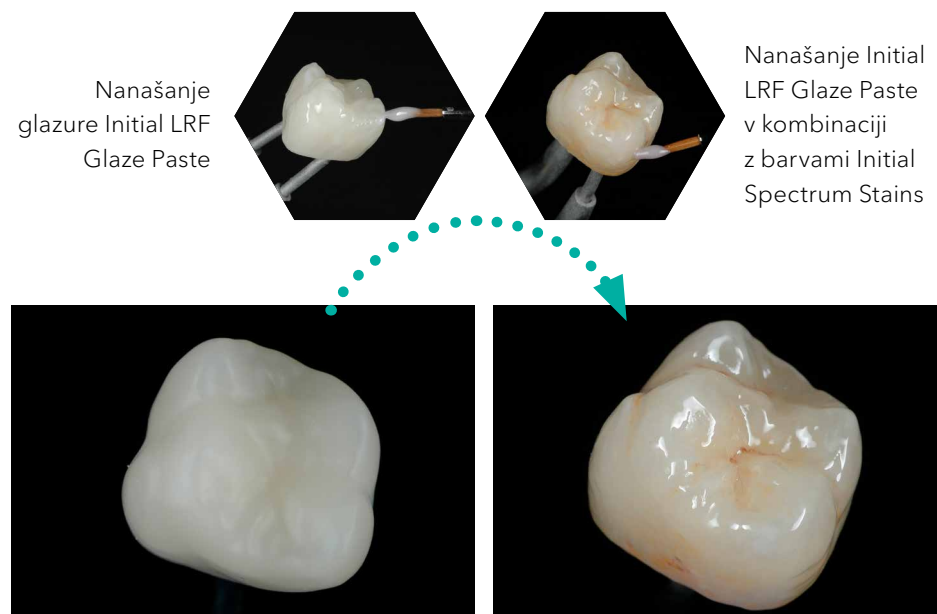 Nanašanje
glazure Initial LRF
Glaze Paste
Nanašanje Initial
LRF Glaze Paste
v kombinaciji
z barvami Initial
Spectrum Stains